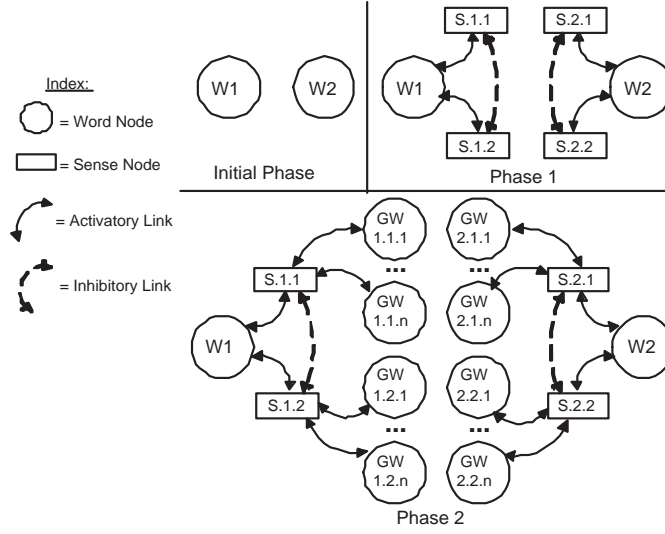 Index:
= Word Node
= Sense Node
= Activatory Link
= Inhibitory Link
W1
W2
Initial Phase
S.1.1
S.2.1
W1
W2
S.1.2
S.2.2
Phase 1
GW
1.1.1
GW
2.1.1
...
...
S.1.1
S.2.1
GW
1.1.n
GW
2.1.n
W1
W2
GW
1.2.1
GW
2.2.1
S.1.2
S.2.2
...
...
GW
1.2.n
GW
2.2.n
Phase 2